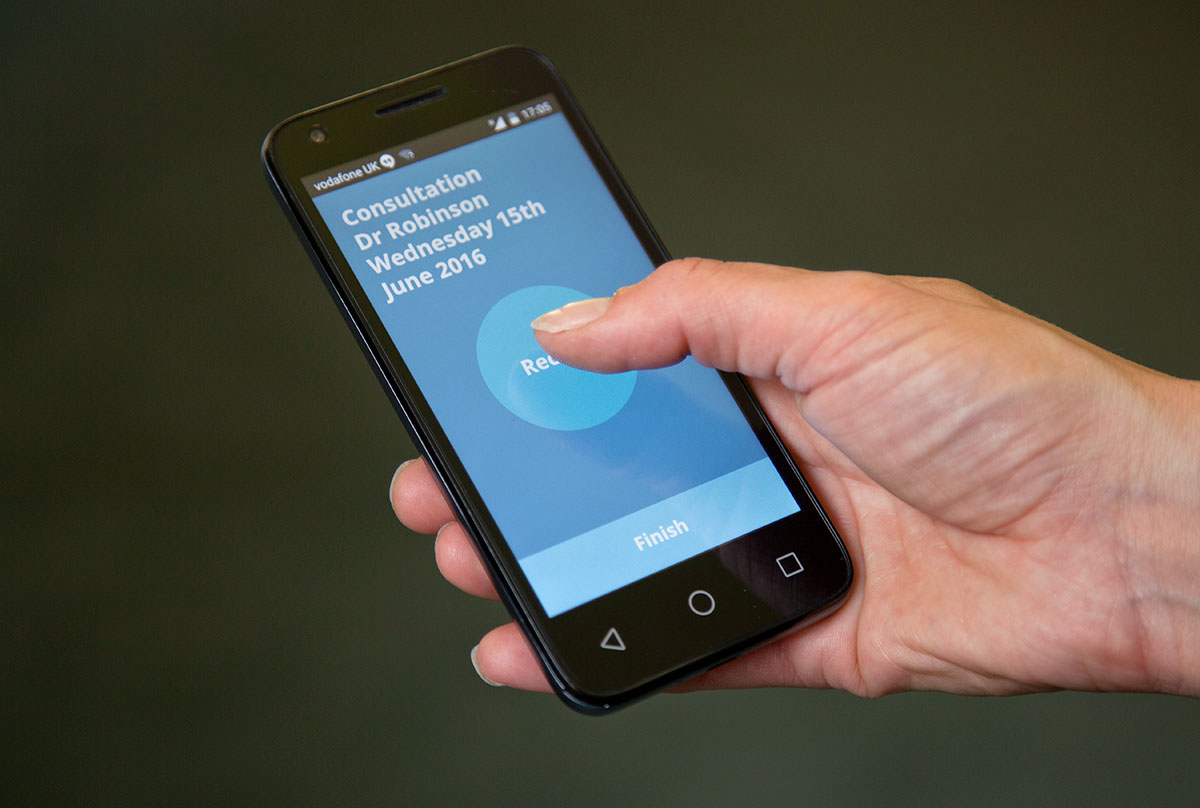 vodafone UK 17:05
Consultation
Dr Robinson
Wednesday 15th
June 2016
Finish